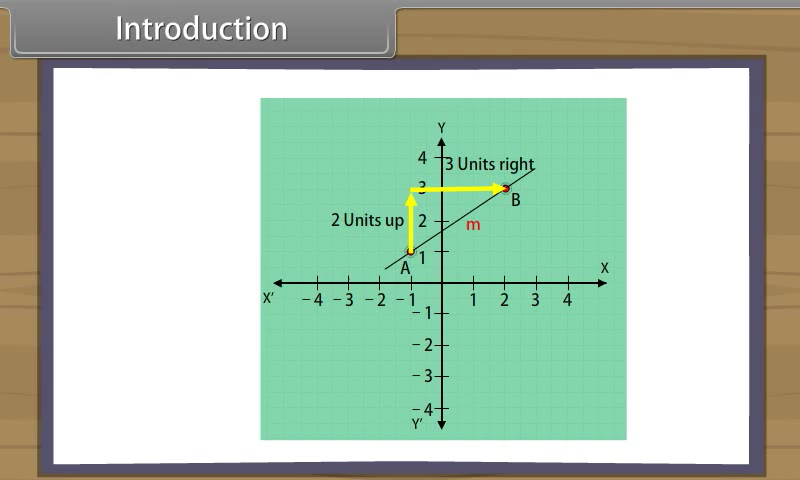 Introduction
Y
4
3 Units right
3
B
2 Units up
2
m
1
A
X
X′
−4 −3 −2 −1 1 2 3 4
−1
−2
−3
−4
Y′